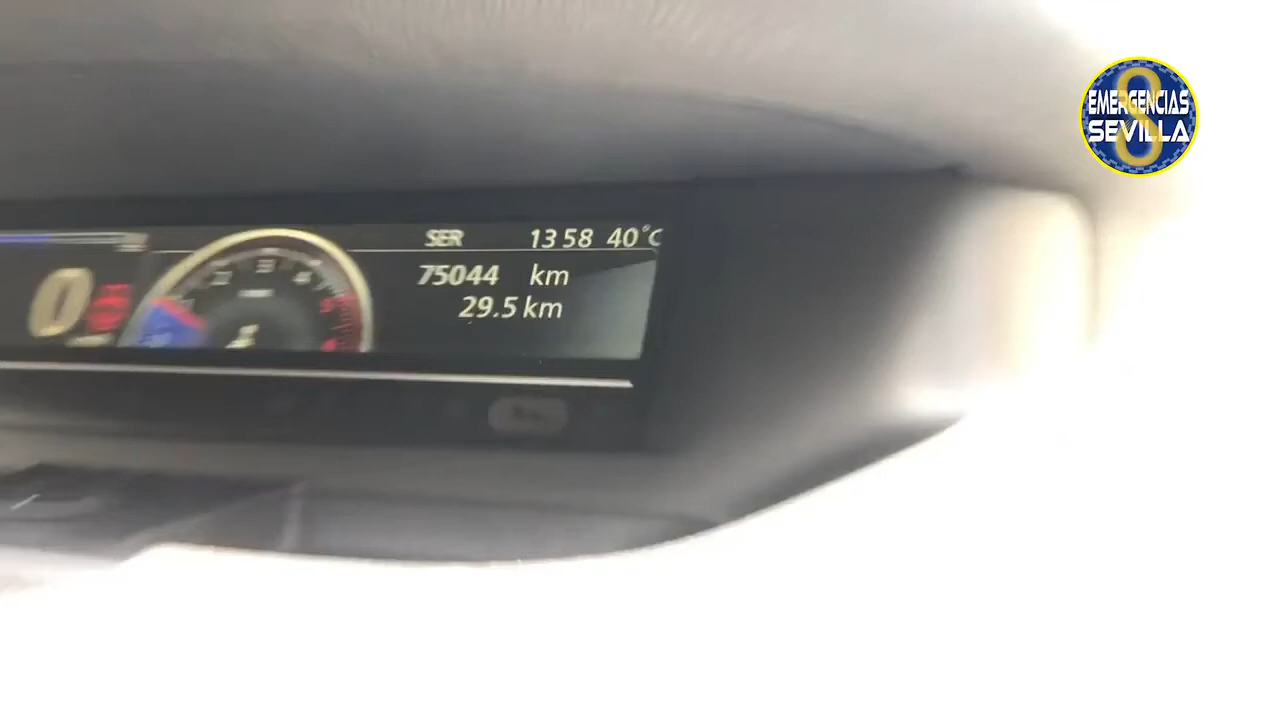 EMERGENCIAS
SEVILLA
SER 13 58 40°C
75044 km
29.5 km
0